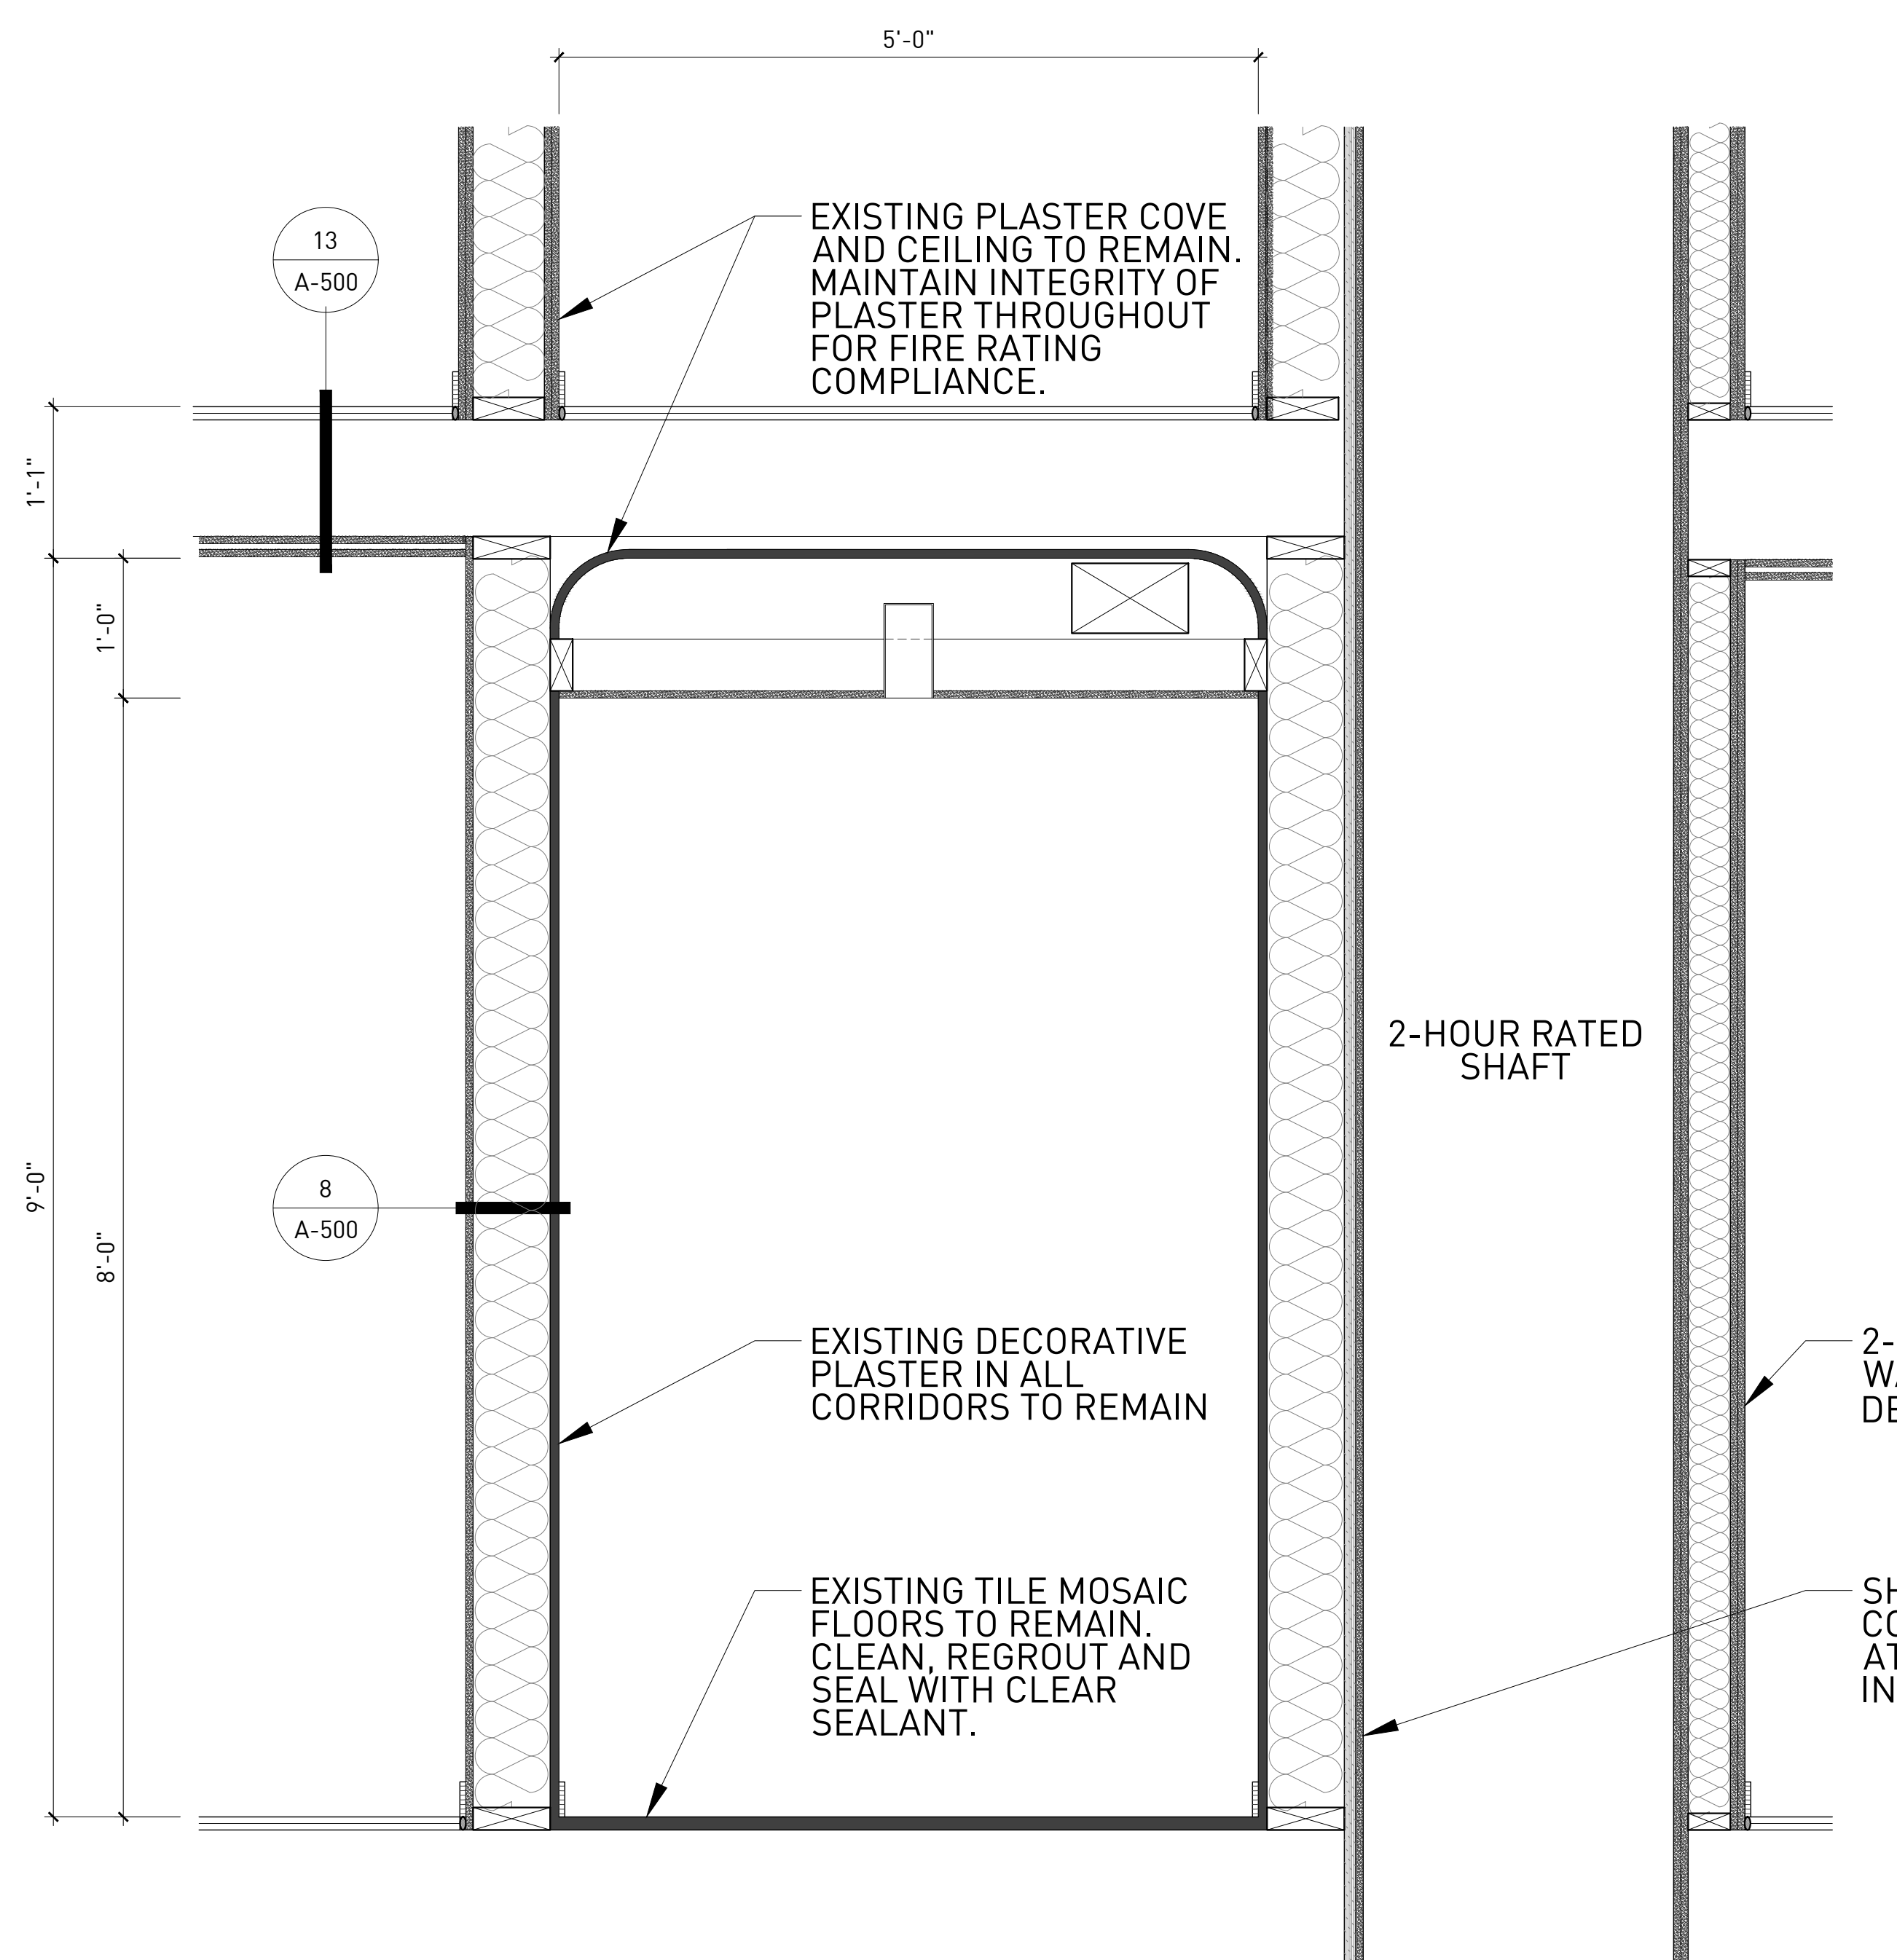 5'-0"
13
A-500
EXISTING PLASTER COVE
AND CEILING TO REMAIN.
MAINTAIN INTEGRITY OF
PLASTER THROUGHOUT
FOR FIRE RATING
COMPLIANCE.
1'-1"
1'-0"
2-HOUR RATED
SHAFT
9'-0"
8
A-500
8'-0"
EXISTING DECORATIVE
PLASTER IN ALL
CORRIDORS TO REMAIN
2-
EXISTING TILE MOSAIC
FLOORS TO REMAIN.
CLEAN, REGROUT AND
SEAL WITH CLEAR
SEALANT.